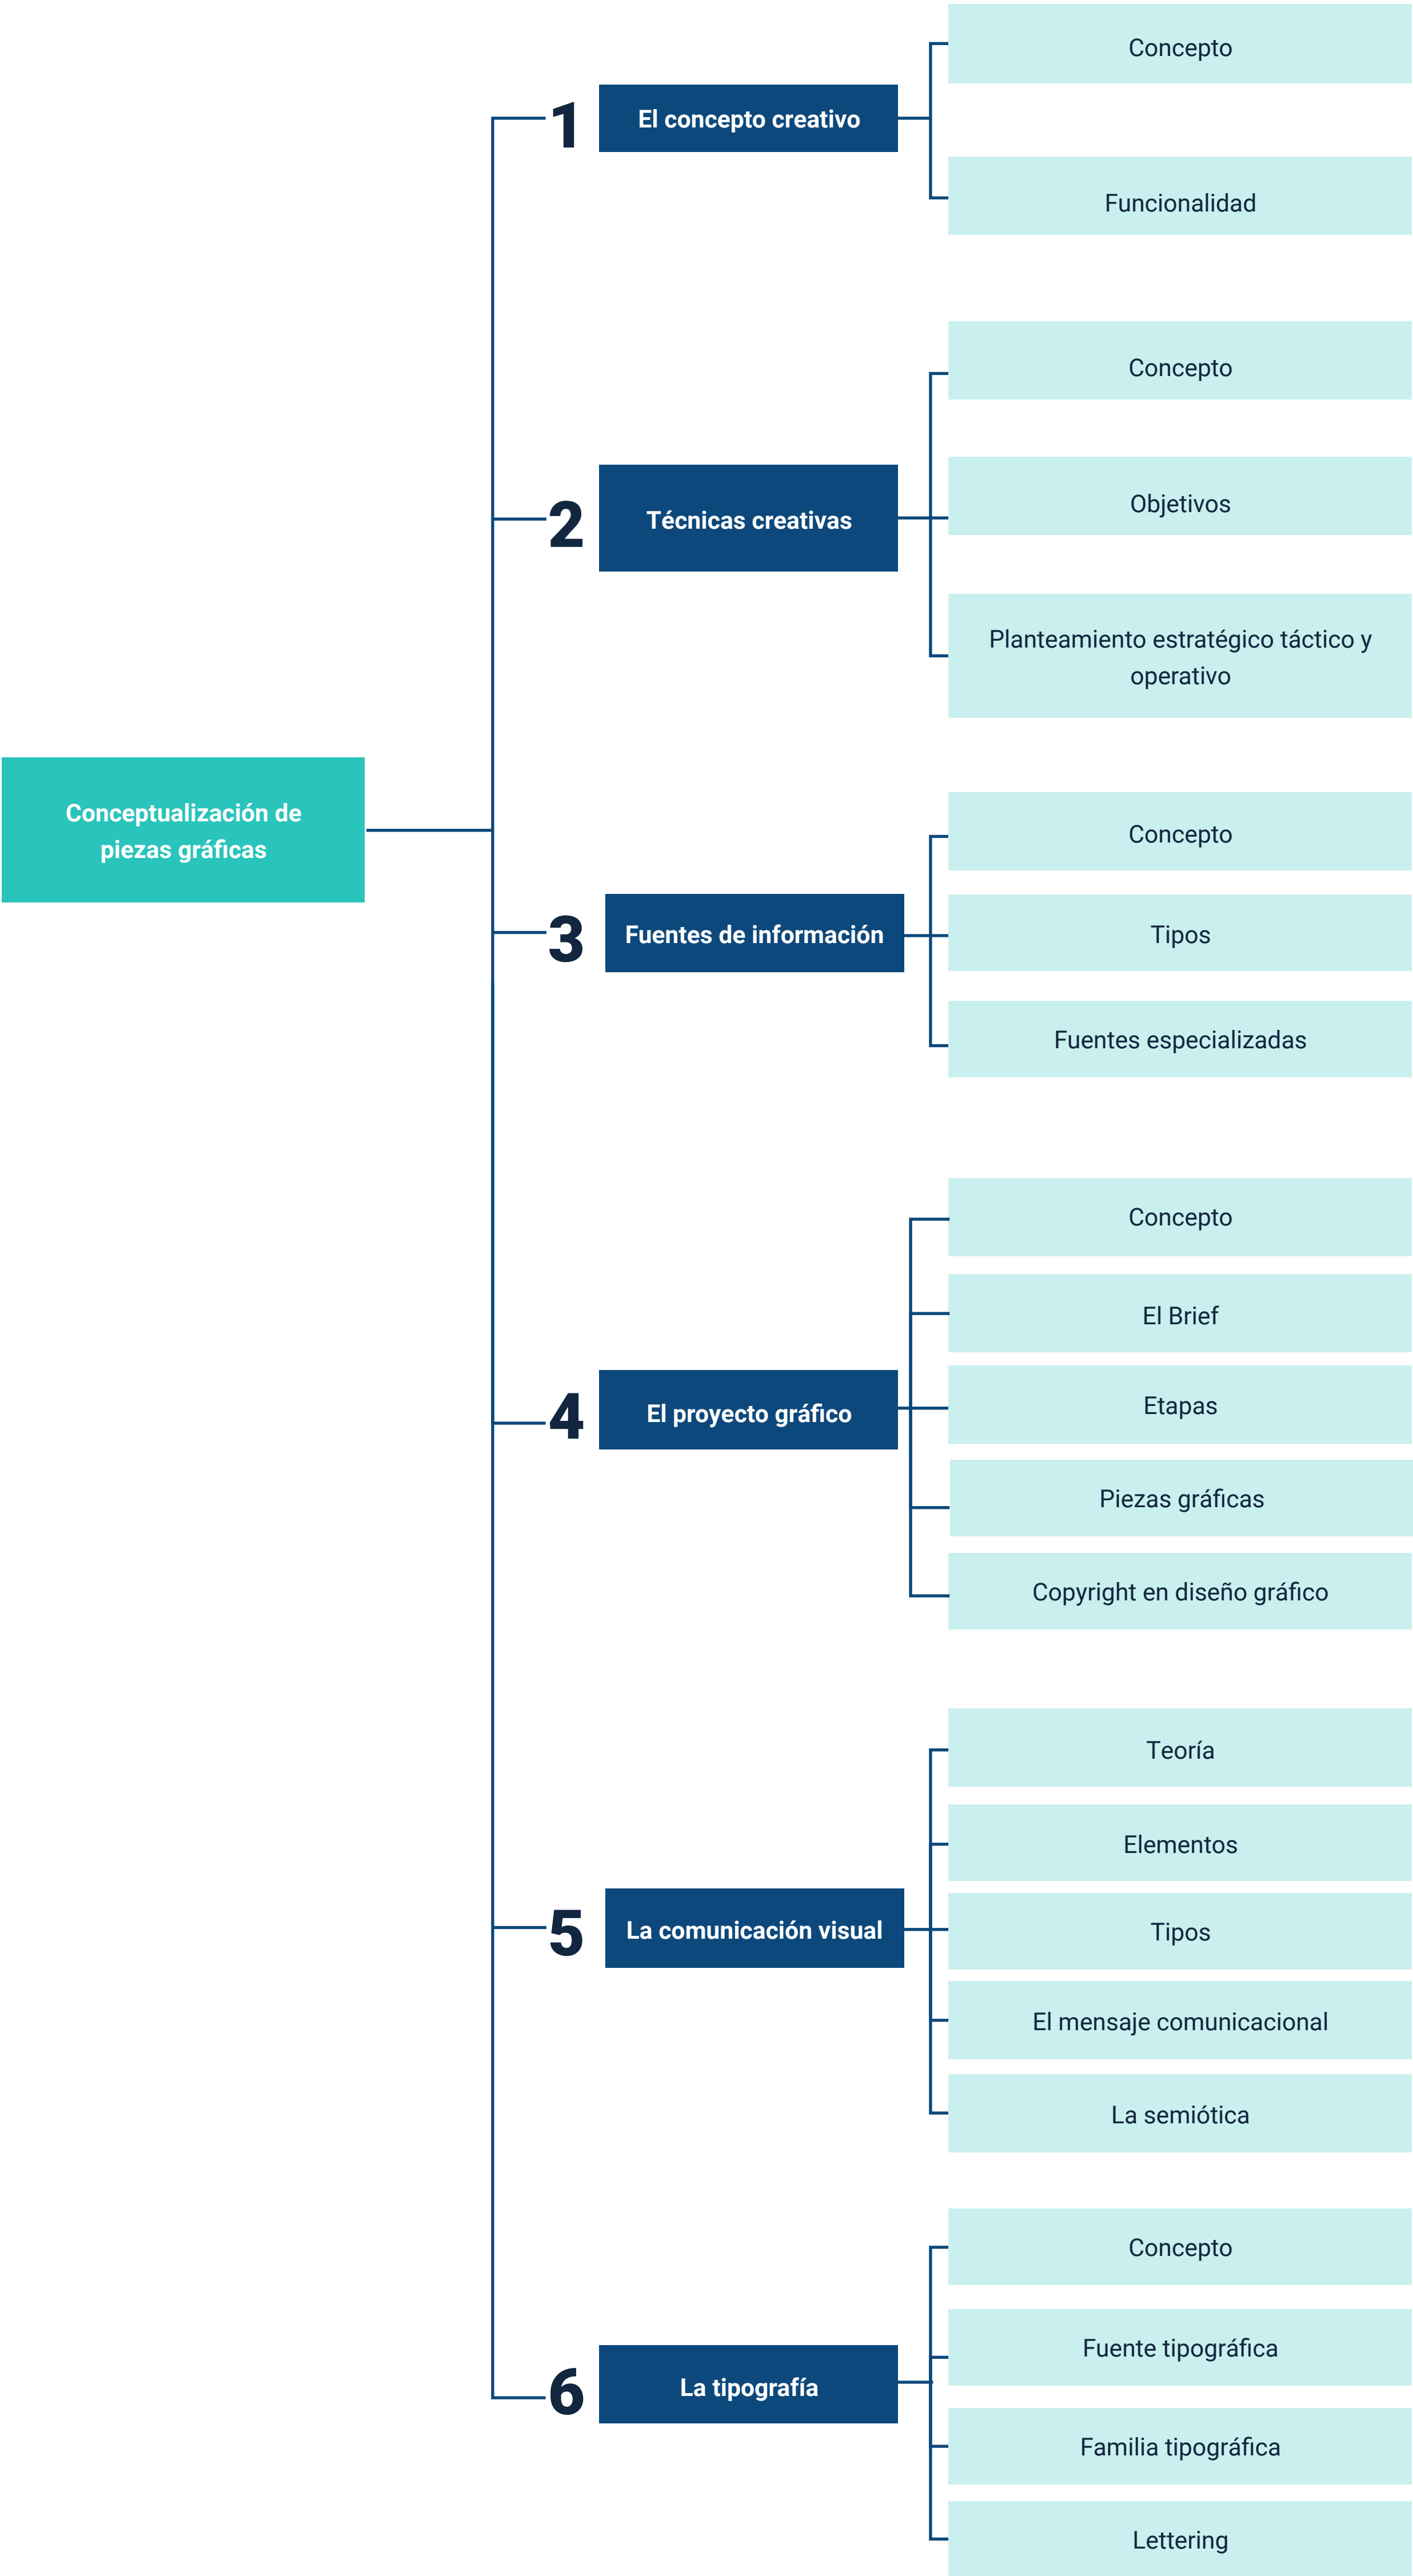 Conceptualización de
piezas gráficas
1
El concepto creativo
Concepto
Funcionalidad
2
Técnicas creativas
Concepto
Objetivos
Planteamiento estratégico táctico y
operativo
3
Fuentes de información
Concepto
Tipos
Fuentes especializadas
4
El proyecto gráfico
Concepto
El Brief
Etapas
Piezas gráficas
Copyright en diseño gráfico
5
La comunicación visual
Teoría
Elementos
Tipos
El mensaje comunicacional
La semiótica
6
La tipografía
Concepto
Fuente tipográfica
Familia tipográfica
Lettering